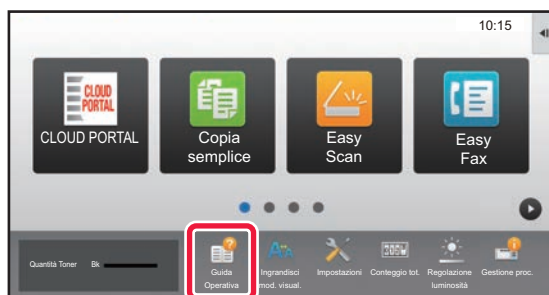 10:15
CLOUD
PORTAL
CLOUD PORTAL
Copia
semplice
Easy
Scan
Easy
Fax
Quantità Toner Bk
Guida
Operativa
Ingrandisci
mod. visual.
Impostazioni
Conteggio tot.
Regolazione
luminosità
Gestione proc.